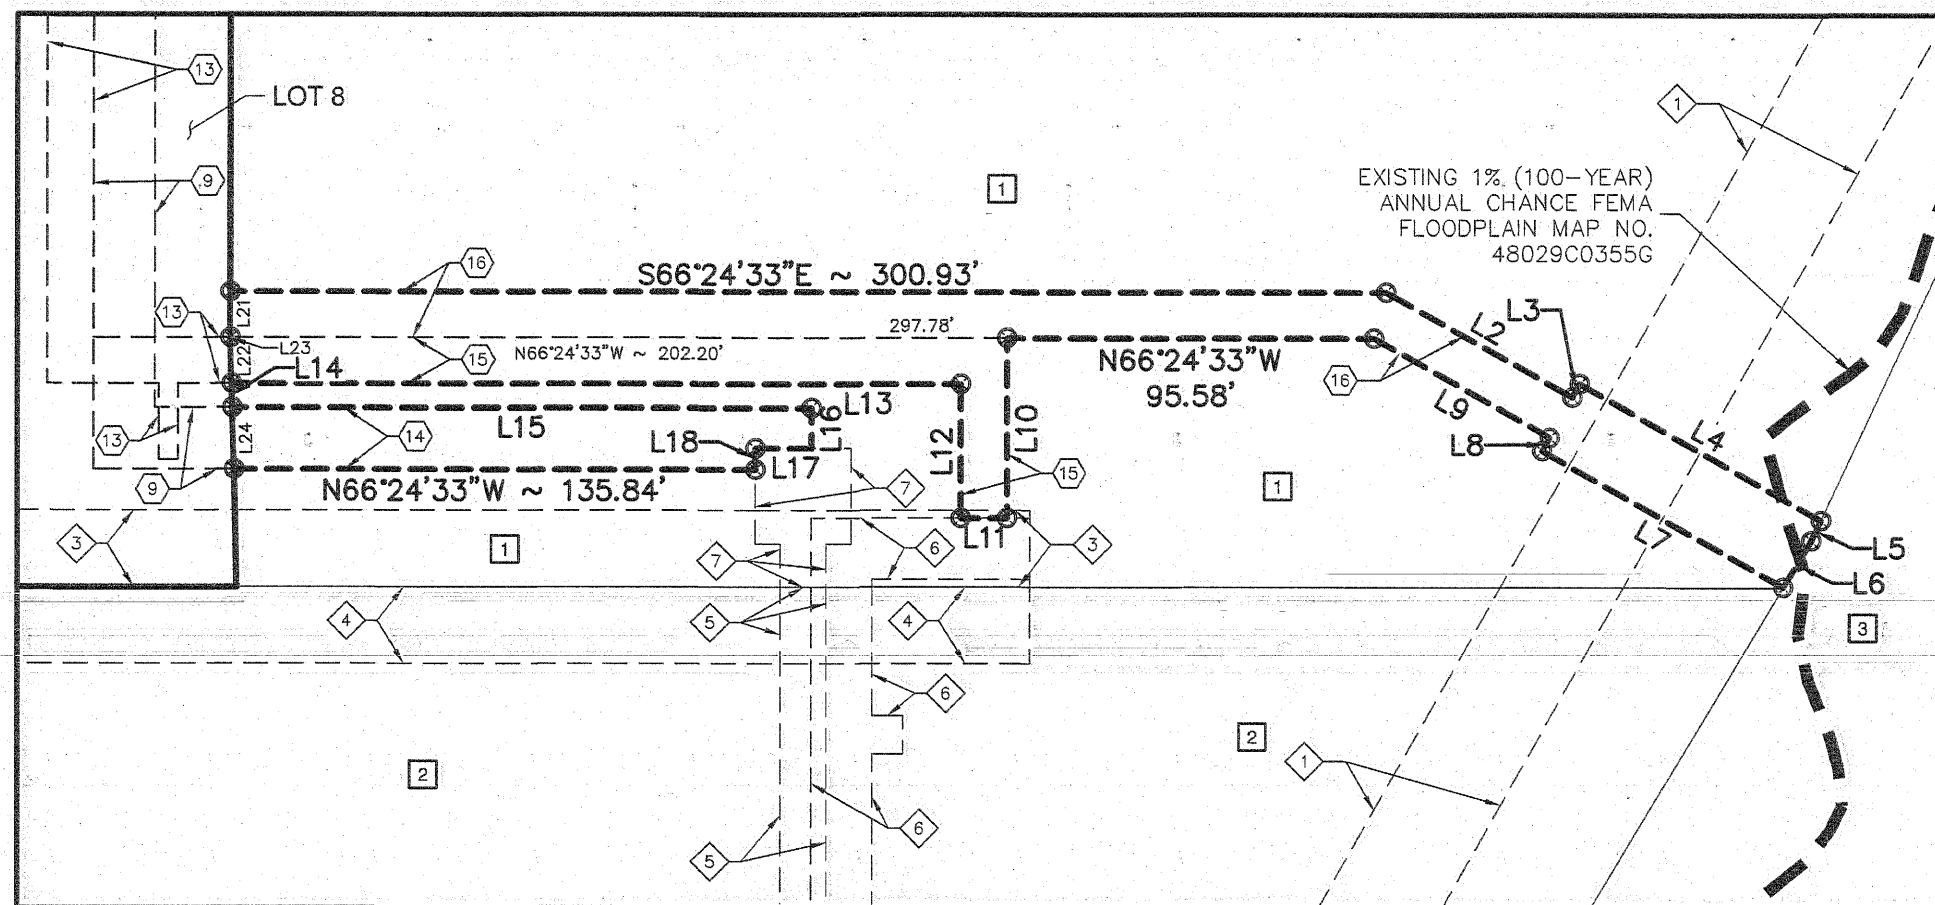 13
LOT 8
1
9
EXISTING 1% (100-YEAR)
ANNUAL CHANCE FEMA
FLOODPLAIN MAP NO.
48029C0355G
1
16
S66°24'33"E ~ 300.93'
L21
13
L3
L2
297.78'
L23
L22
15
N66°24'33"W ~ 202.20'
N66°24'33"W
95.58'
16
L14
L13
L9
L15
L16
L10
L12
L18
L17
L8
L4
13
14
L24
15
9
N66°24'33"W ~ 135.84'
7
1
3
1
7
6
L11
3
L7
L5
L6
5
4
4
3
6
2
1
2
6
5